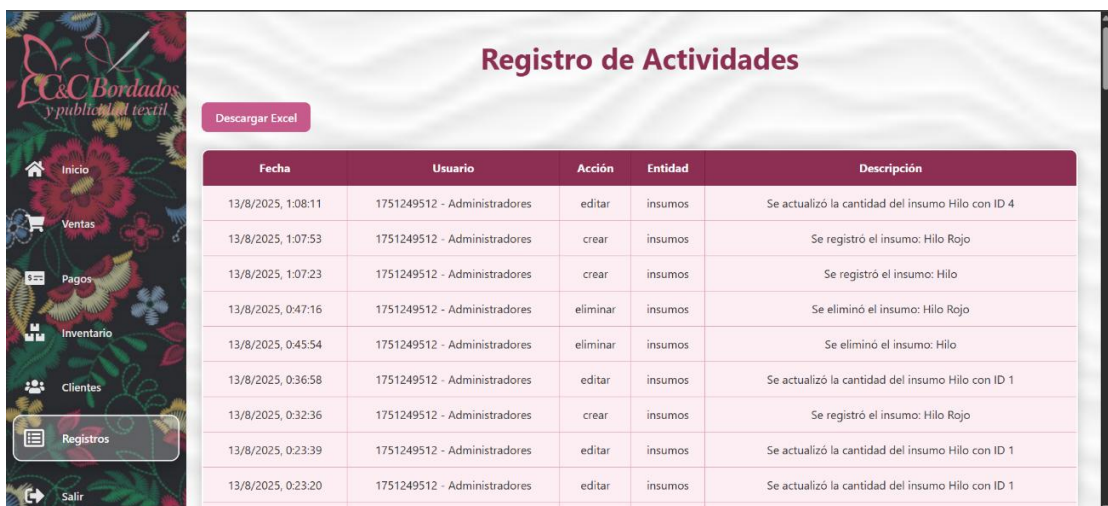 C&C Bordados
y publicidad textil
Inicio
Ventas
Pagos
Inventario
Clientes
Registros
Salir
Registro de Actividades
Descargar Excel
Fecha Usuario Acción Entidad Descripción
13/8/2025, 1:08:11 1751249512 - Administradores editar insumos Se actualizó la cantidad del insumo Hilo con ID 4
13/8/2025, 1:07:53 1751249512 - Administradores crear insumos Se registró el insumo: Hilo Rojo
13/8/2025, 1:07:23 1751249512 - Administradores crear insumos Se registró el insumo: Hilo
13/8/2025, 0:47:16 1751249512 - Administradores eliminar insumos Se eliminó el insumo: Hilo Rojo
13/8/2025, 0:45:54 1751249512 - Administradores eliminar insumos Se eliminó el insumo: Hilo
13/8/2025, 0:36:58 1751249512 - Administradores editar insumos Se actualizó la cantidad del insumo Hilo con ID 1
13/8/2025, 0:32:36 1751249512 - Administradores crear insumos Se registró el insumo: Hilo Rojo
13/8/2025, 0:23:39 1751249512 - Administradores editar insumos Se actualizó la cantidad del insumo Hilo con ID 1
13/8/2025, 0:23:20 1751249512 - Administradores editar insumos Se actualizó la cantidad del insumo Hilo con ID 1